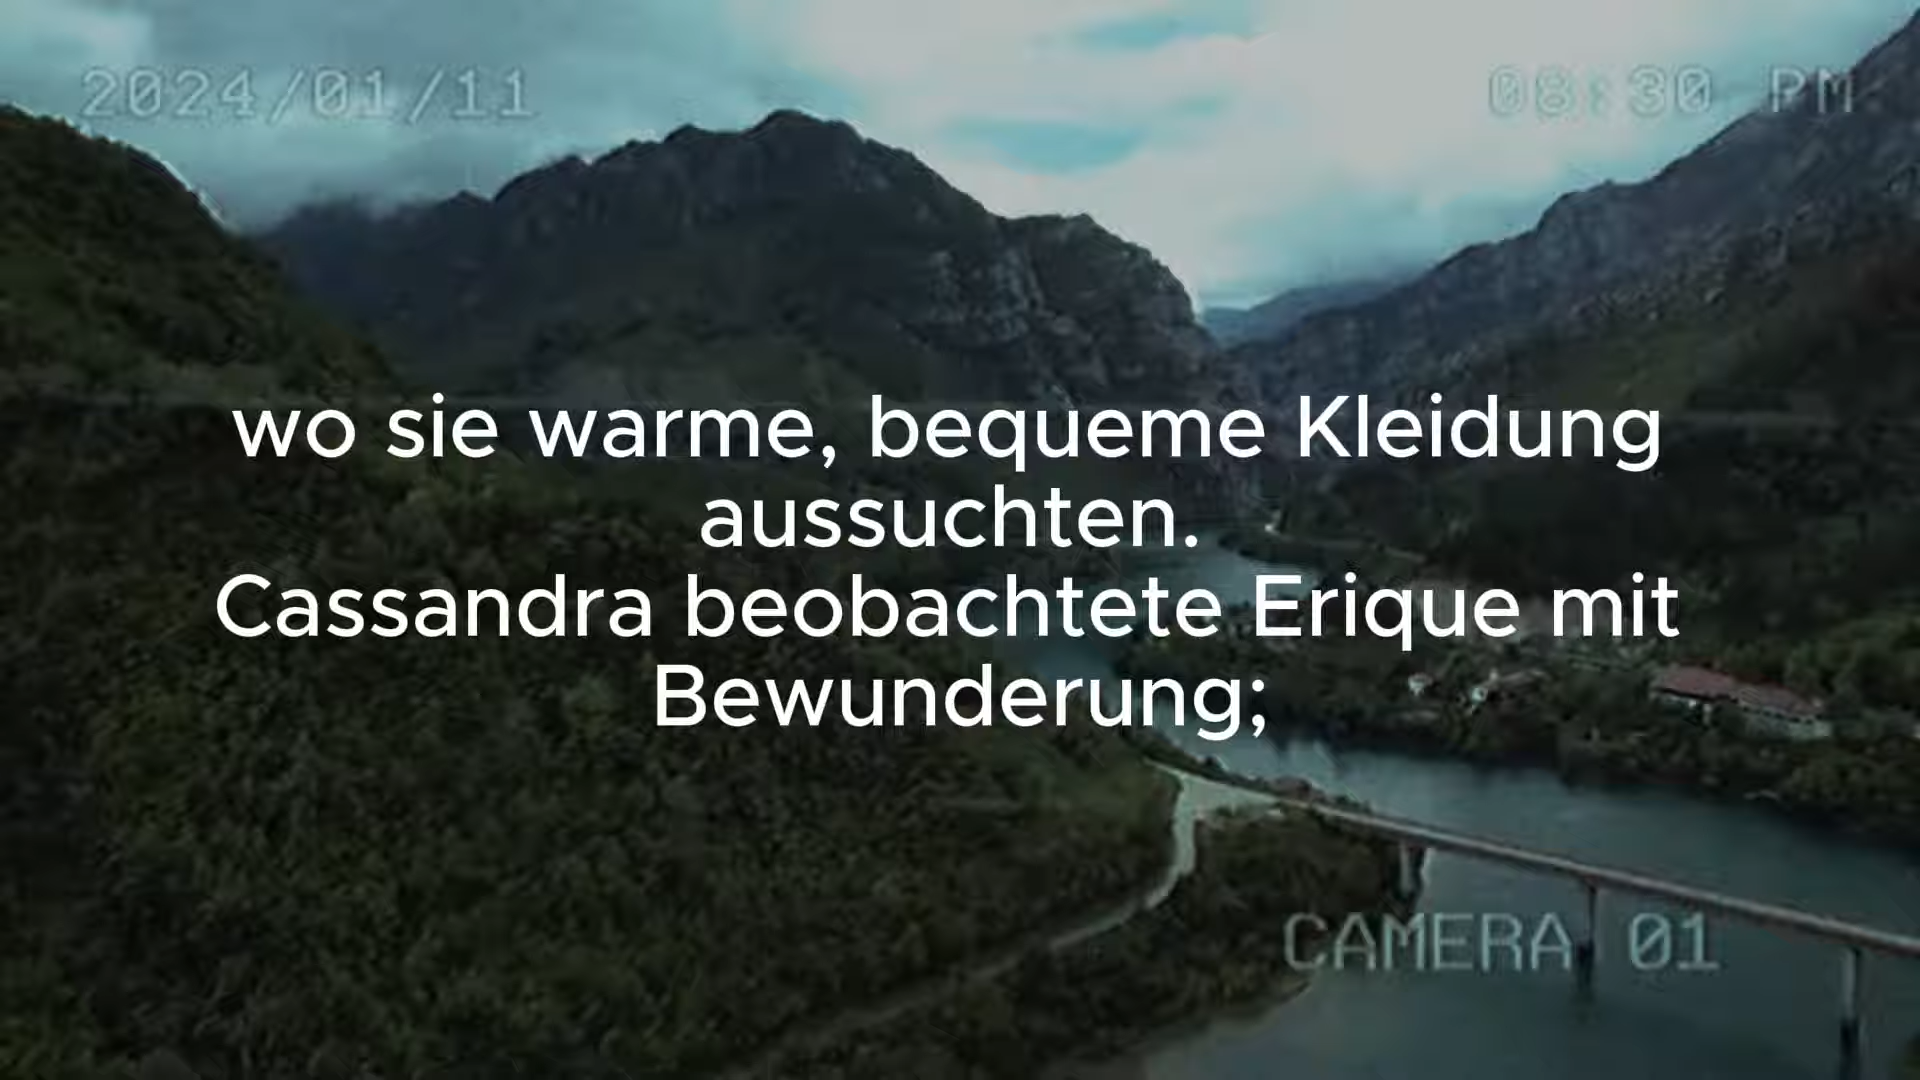 2024/01/11
08:30 PM
wo sie warme, bequeme Kleidung
aussuchten.
Cassandra beobachtete Erique mit
Bewunderung;
CAMERA 01